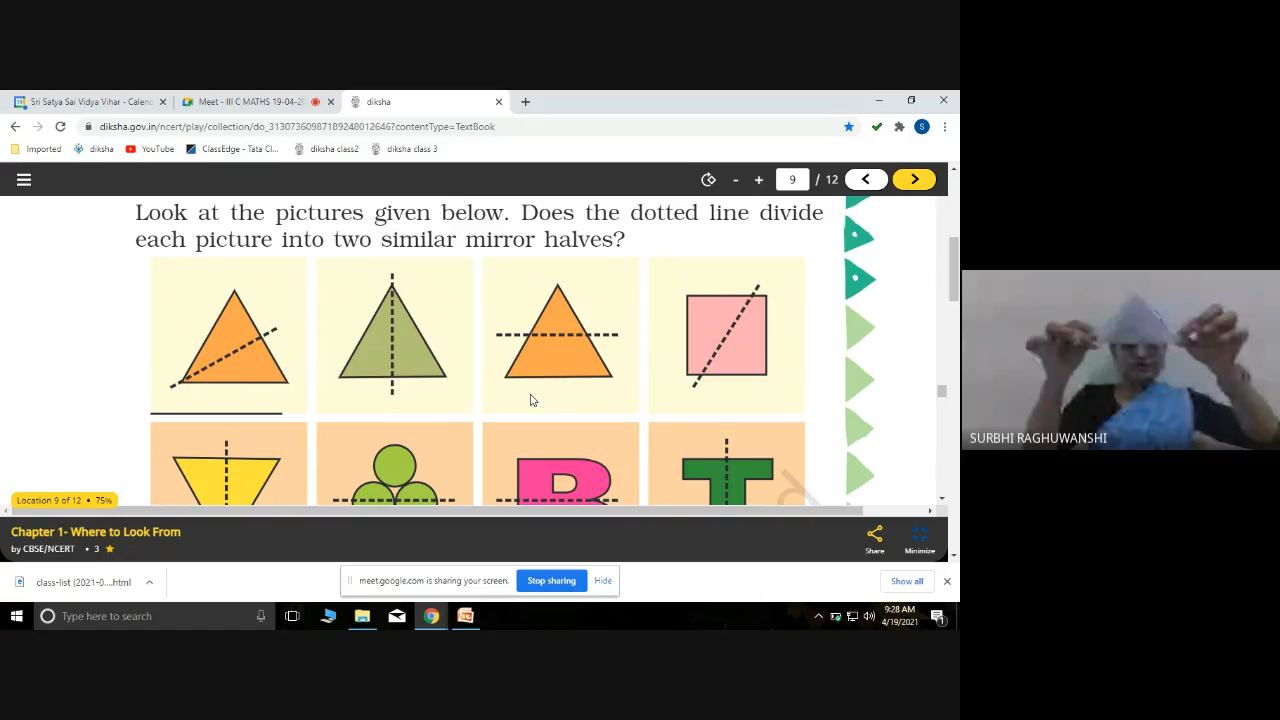 Sri Satya Sai Vidya Vihar - Calenc
Meet - III C MATHS 19-04-20
diksha
diksha.gov.in/ncert/play/collection/do_31307360987189248012646?contentType=TextBook
S
Imported
diksha
YouTube
ClassEdge - Tata Cl...
diksha class2
diksha class 3
- + 9 / 12
Look at the pictures given below. Does the dotted line divide
each picture into two similar mirror halves?
SURBHI RAGHUWANSHI
B
T
Location 9 of 12 • 75%
Chapter 1- Where to Look From
by CBSE/NCERT • 3
Share
Minimize
class-list (2021-0....html
meet.google.com is sharing your screen.
Stop sharing
Hide
Show all
Type here to search
9:28 AM
4/19/2021
1